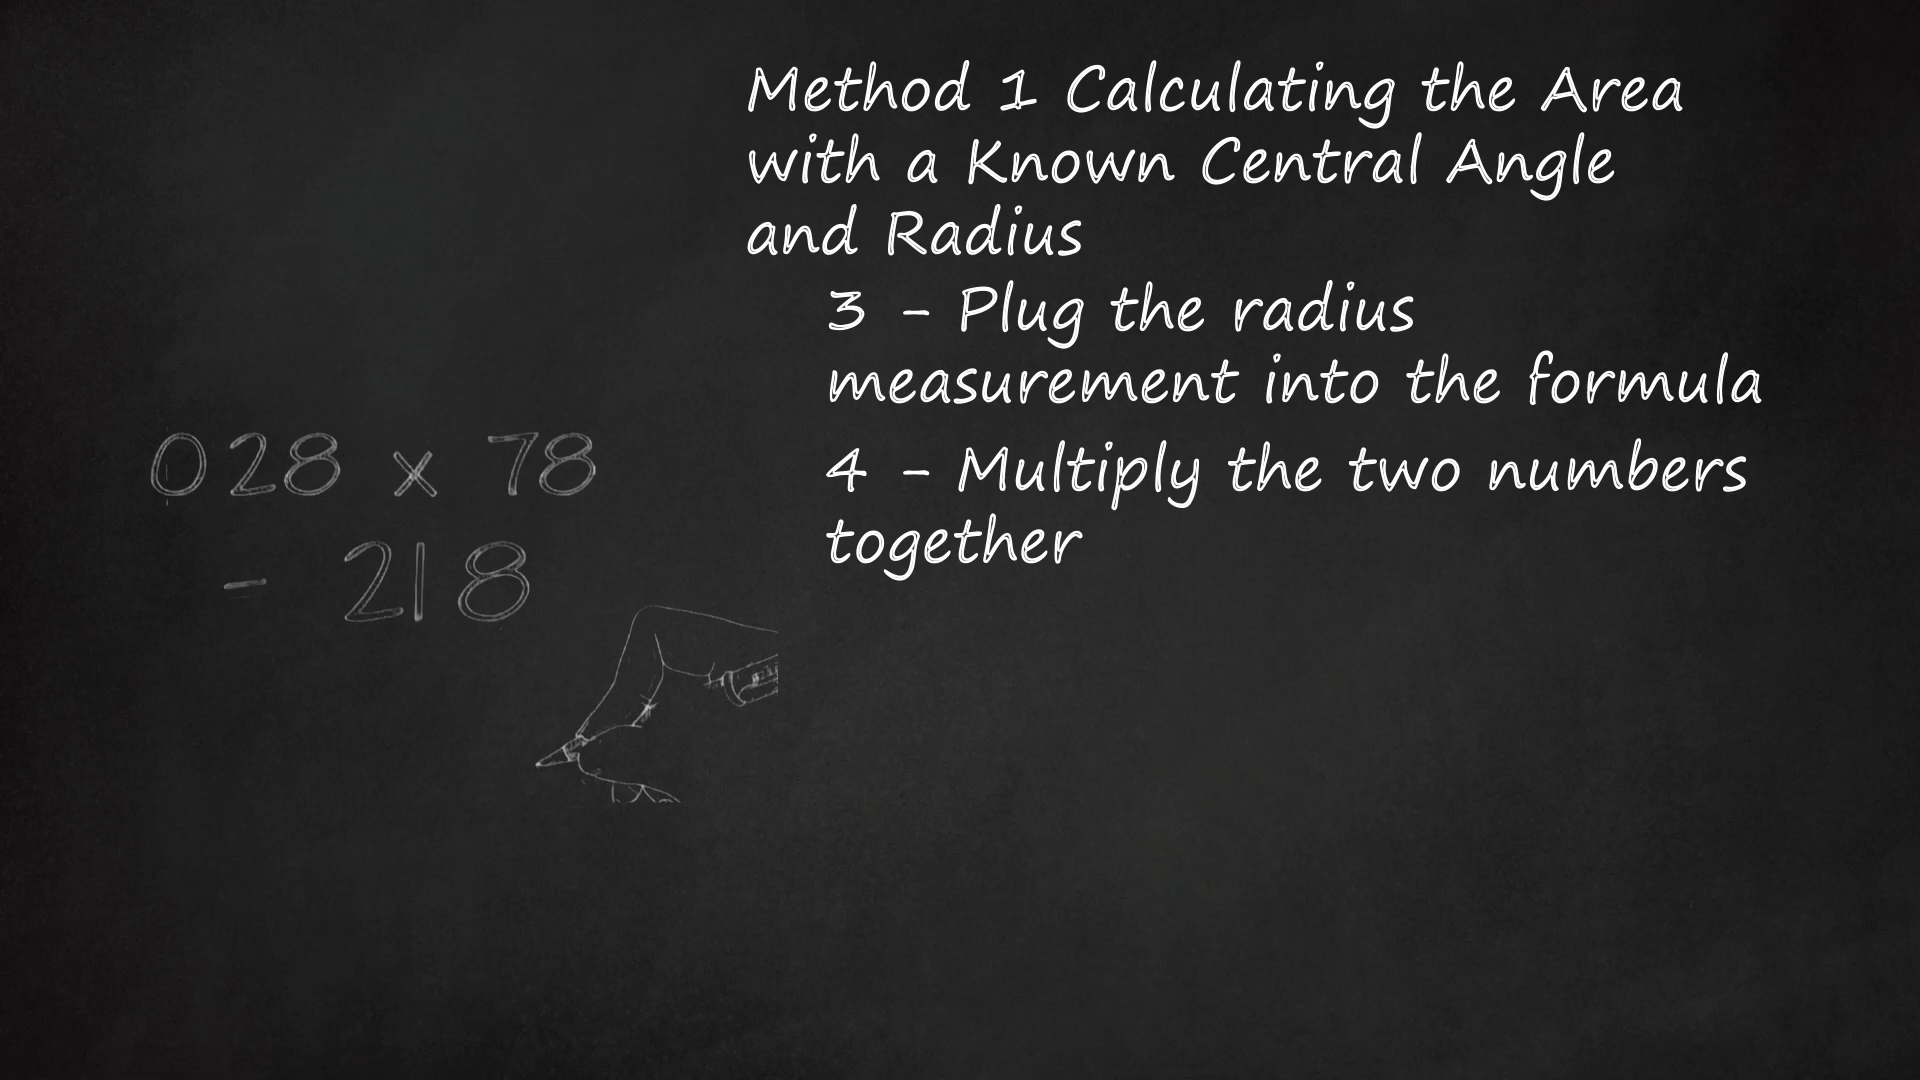 Method 1 Calculating the Area
with a Known Central Angle
and Radius
3 - Plug the radius
measurement into the formula
4 - Multiply the two numbers
together
028 x 78
- 218